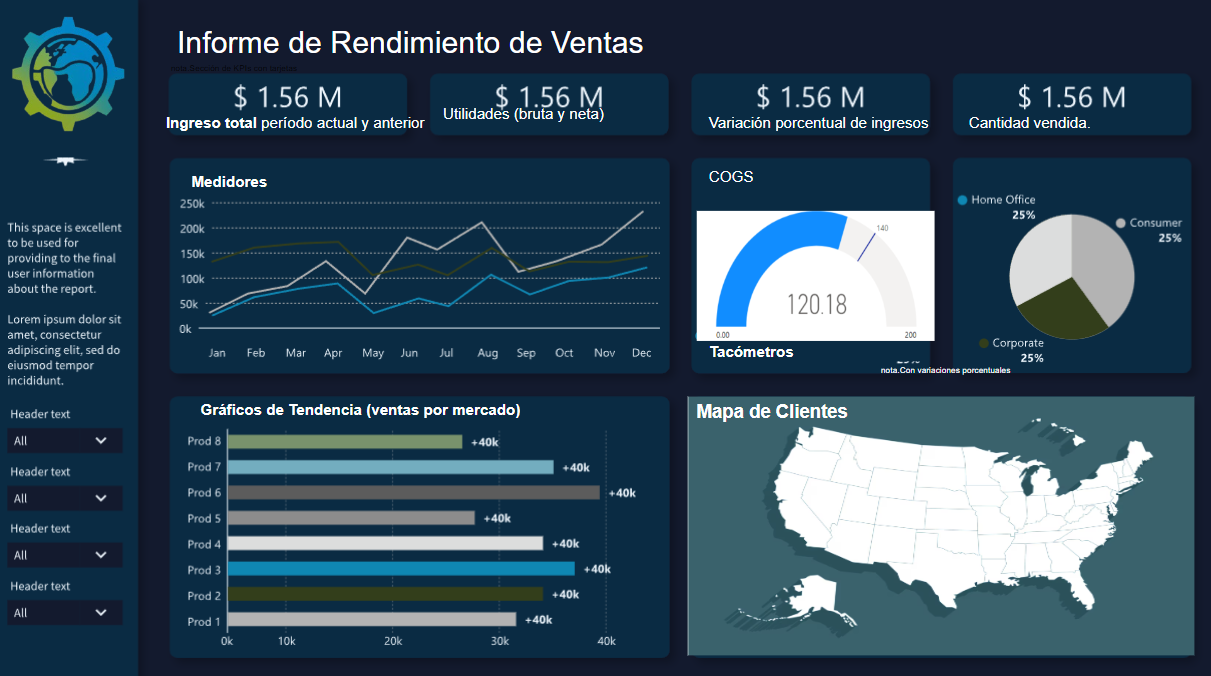 Informe de Rendimiento de Ventas
nota.Sección de KPIs con tarjetas
$ 1.56 M
Ingreso total período actual y anterior
$ 1.56 M
Utilidades (bruta y neta)
$ 1.56 M
Variación porcentual de ingresos
$ 1.56 M
Cantidad vendida.
This space is excellent
to be used for
providing to the final
user information
about the report.
Lorem ipsum dolor sit
amet, consectetur
adipiscing elit, sed do
eiusmod tempor
incididunt.
Header text
All
Header text
All
Header text
All
Header text
All
Medidores
250k
200k
150k
100k
50k
0k
Jan Feb Mar Apr May Jun Jul Aug Sep Oct Nov Dec
COGS
140
120.18
0.00 200
Tacómetros
25%
nota.Con variaciones porcentuales
Home Office
25%
Consumer
25%
Corporate
25%
Gráficos de Tendencia (ventas por mercado)
Prod 8 +40k
Prod 7 +40k
Prod 6 +40k
Prod 5 +40k
Prod 4 +40k
Prod 3 +40k
Prod 2 +40k
Prod 1 +40k
0k 10k 20k 30k 40k
Mapa de Clientes